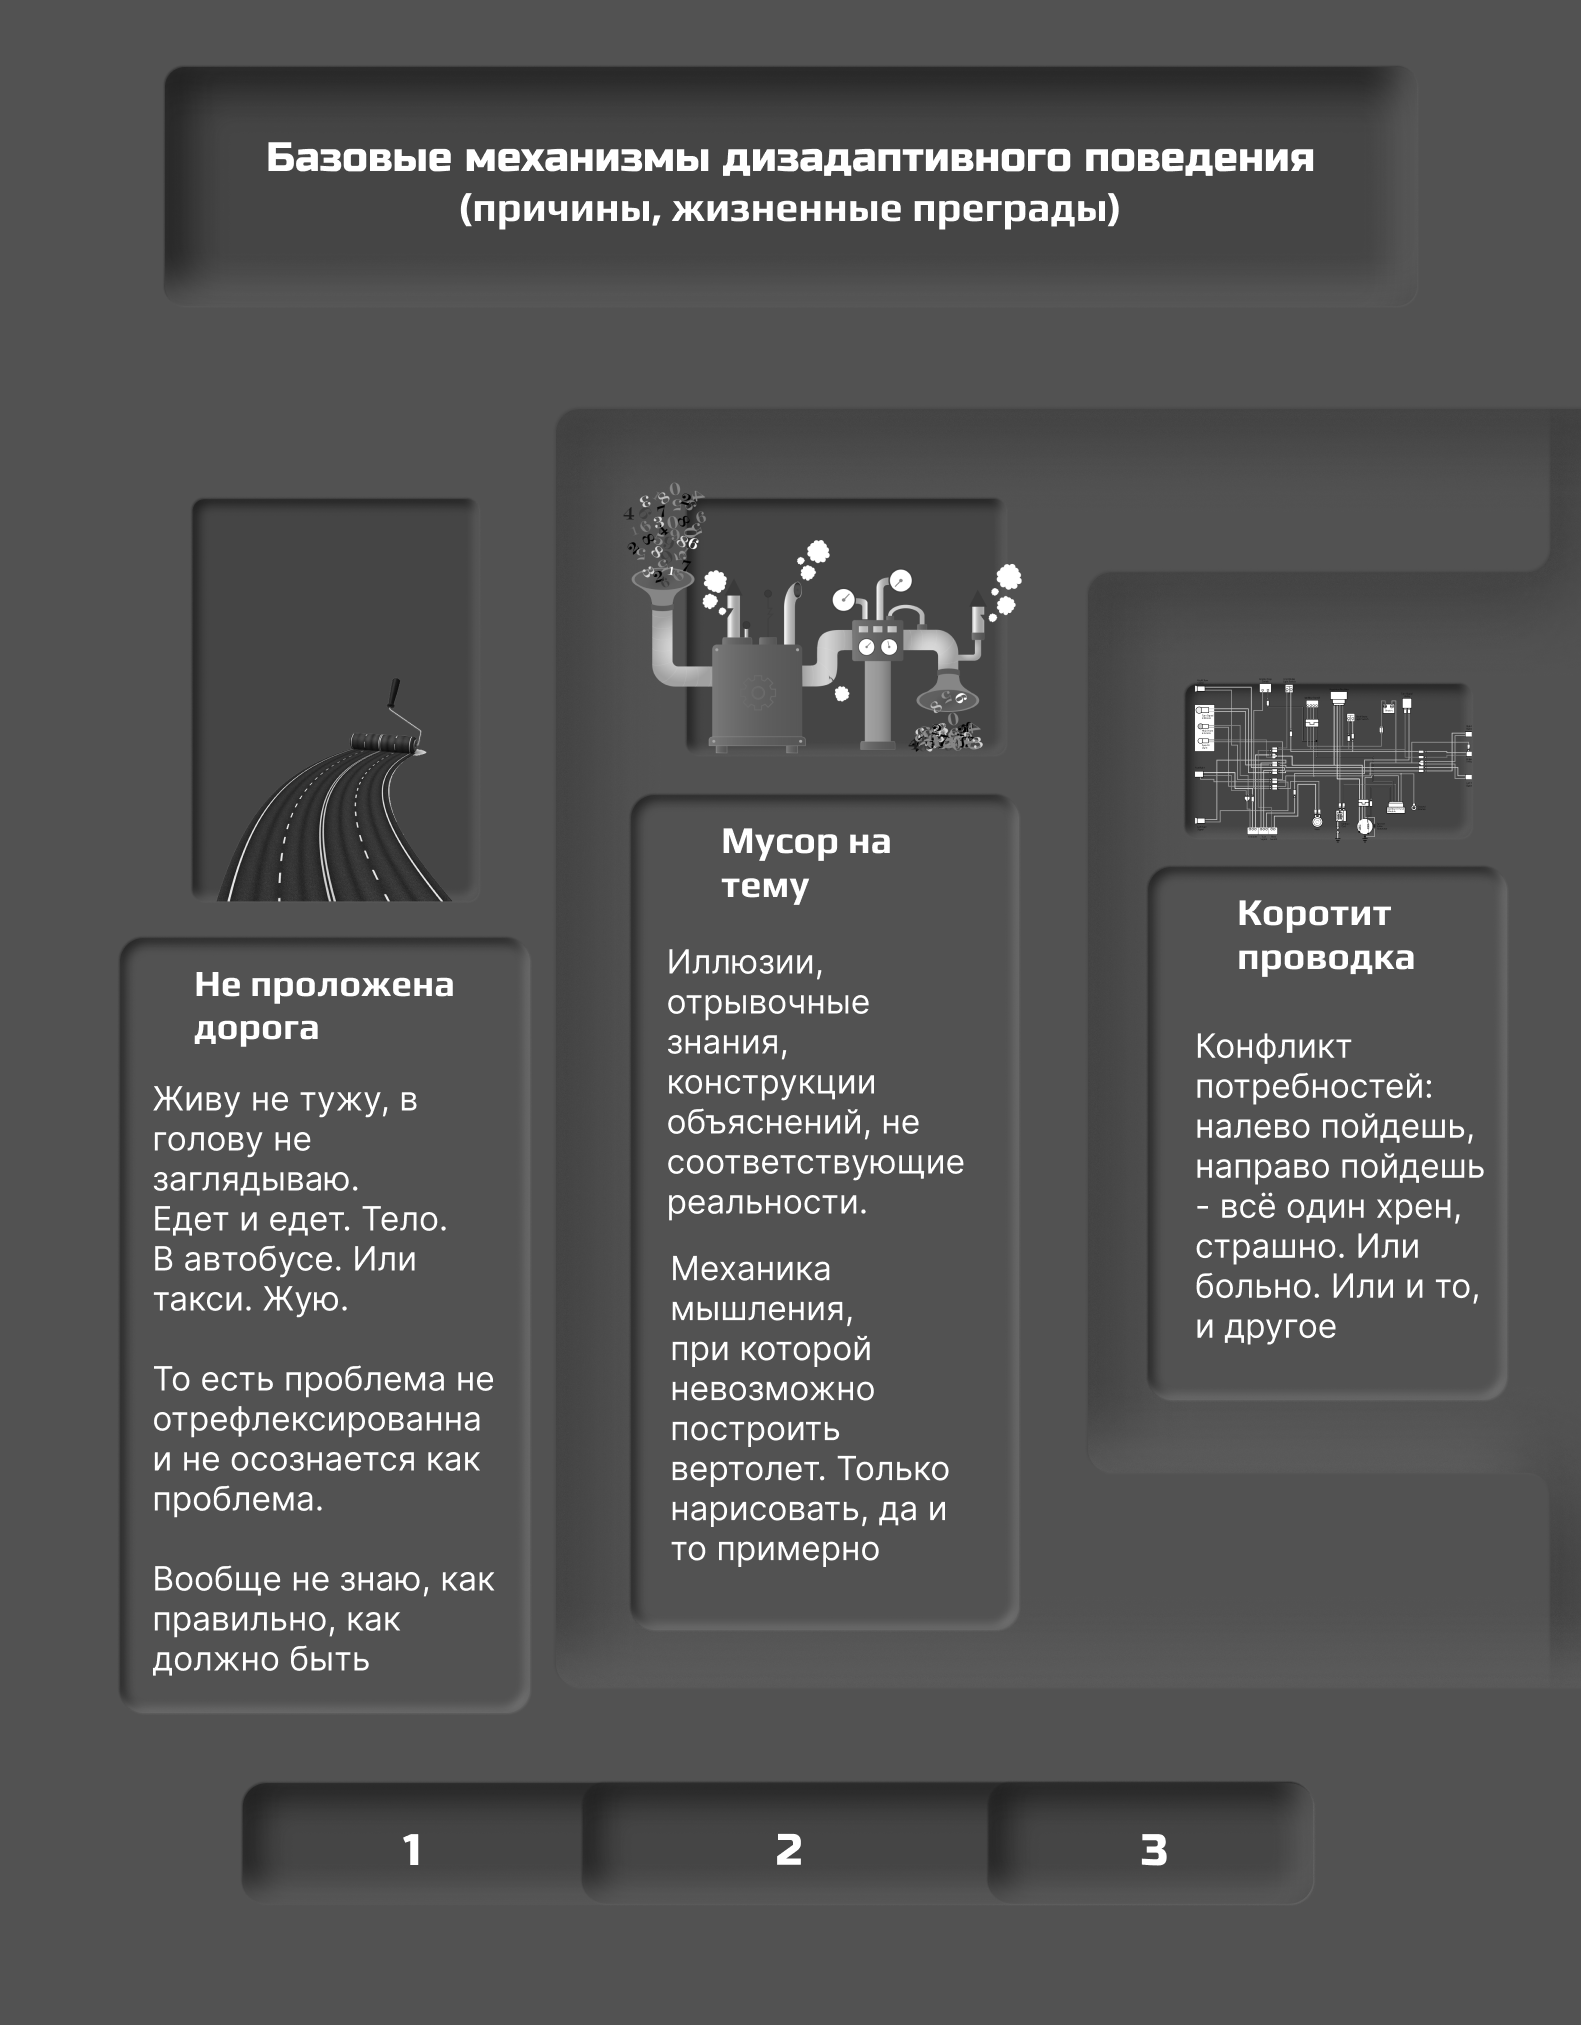 Базовые механизмы дизадаптивного поведения
(причины, жизненные преграды)
Не проложена
дорога
Живу не тужу, в
голову не
заглядываю.
Едет и едет. Тело.
В автобусе. Или
такси. Жую.
То есть проблема не
отрефлексированна
и не осознается как
проблема.
Вообще не знаю, как
правильно, как
должно быть
Мусор на
тему
Иллюзии,
отрывочные
знания,
конструкции
объяснений, не
соответствующие
реальности.
Механика
мышления,
при которой
невозможно
построить
вертолет. Только
нарисовать, да и
то примерно
Коротит
проводка
Конфликт
потребностей:
налево пойдешь,
направо пойдешь
- всё один хрен,
страшно. Или
больно. Или и то,
и другое
1
2
3